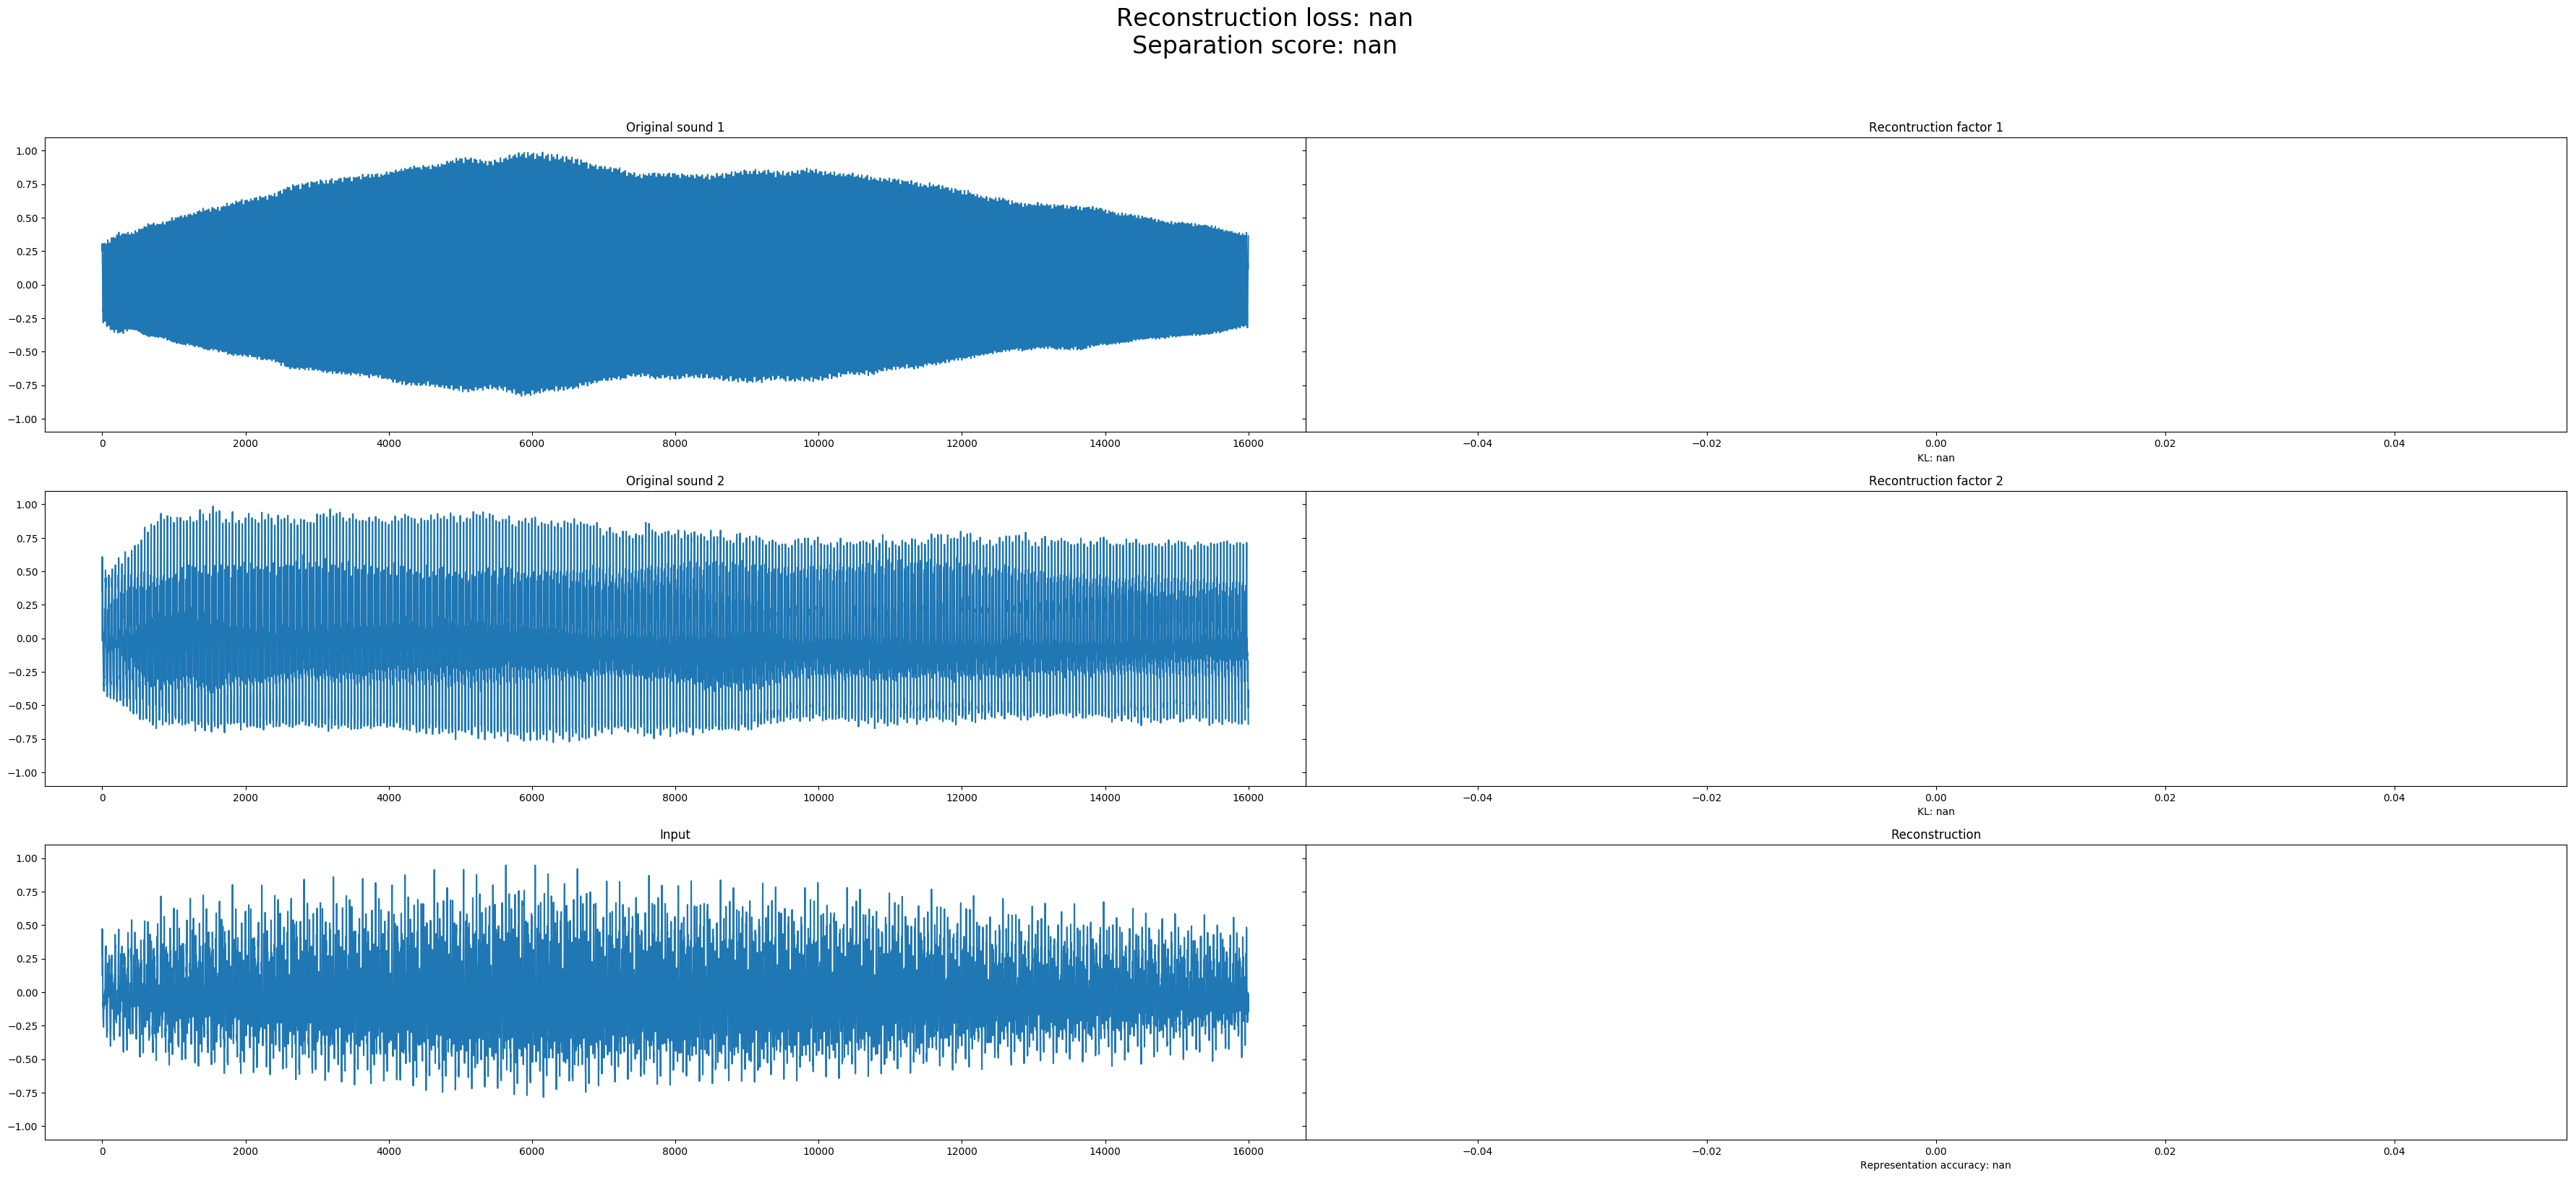 Reconstruction loss: nan
Separation score: nan
Original sound 1
Recontruction factor 1
1.00
0.75
0.50
0.25
0.00
−0.25
−0.50
−0.75
−1.00
0 2000 4000 6000 8000 10000 12000 14000 16000
−0.04 −0.02 0.00 0.02 0.04
KL: nan
Original sound 2
Recontruction factor 2
1.00
0.75
0.50
0.25
0.00
−0.25
−0.50
−0.75
−1.00
0 2000 4000 6000 8000 10000 12000 14000 16000
−0.04 −0.02 0.00 0.02 0.04
KL: nan
Input
Reconstruction
1.00
0.75
0.50
0.25
0.00
−0.25
−0.50
−0.75
−1.00
0 2000 4000 6000 8000 10000 12000 14000 16000
−0.04 −0.02 0.00 0.02 0.04
Representation accuracy: nan